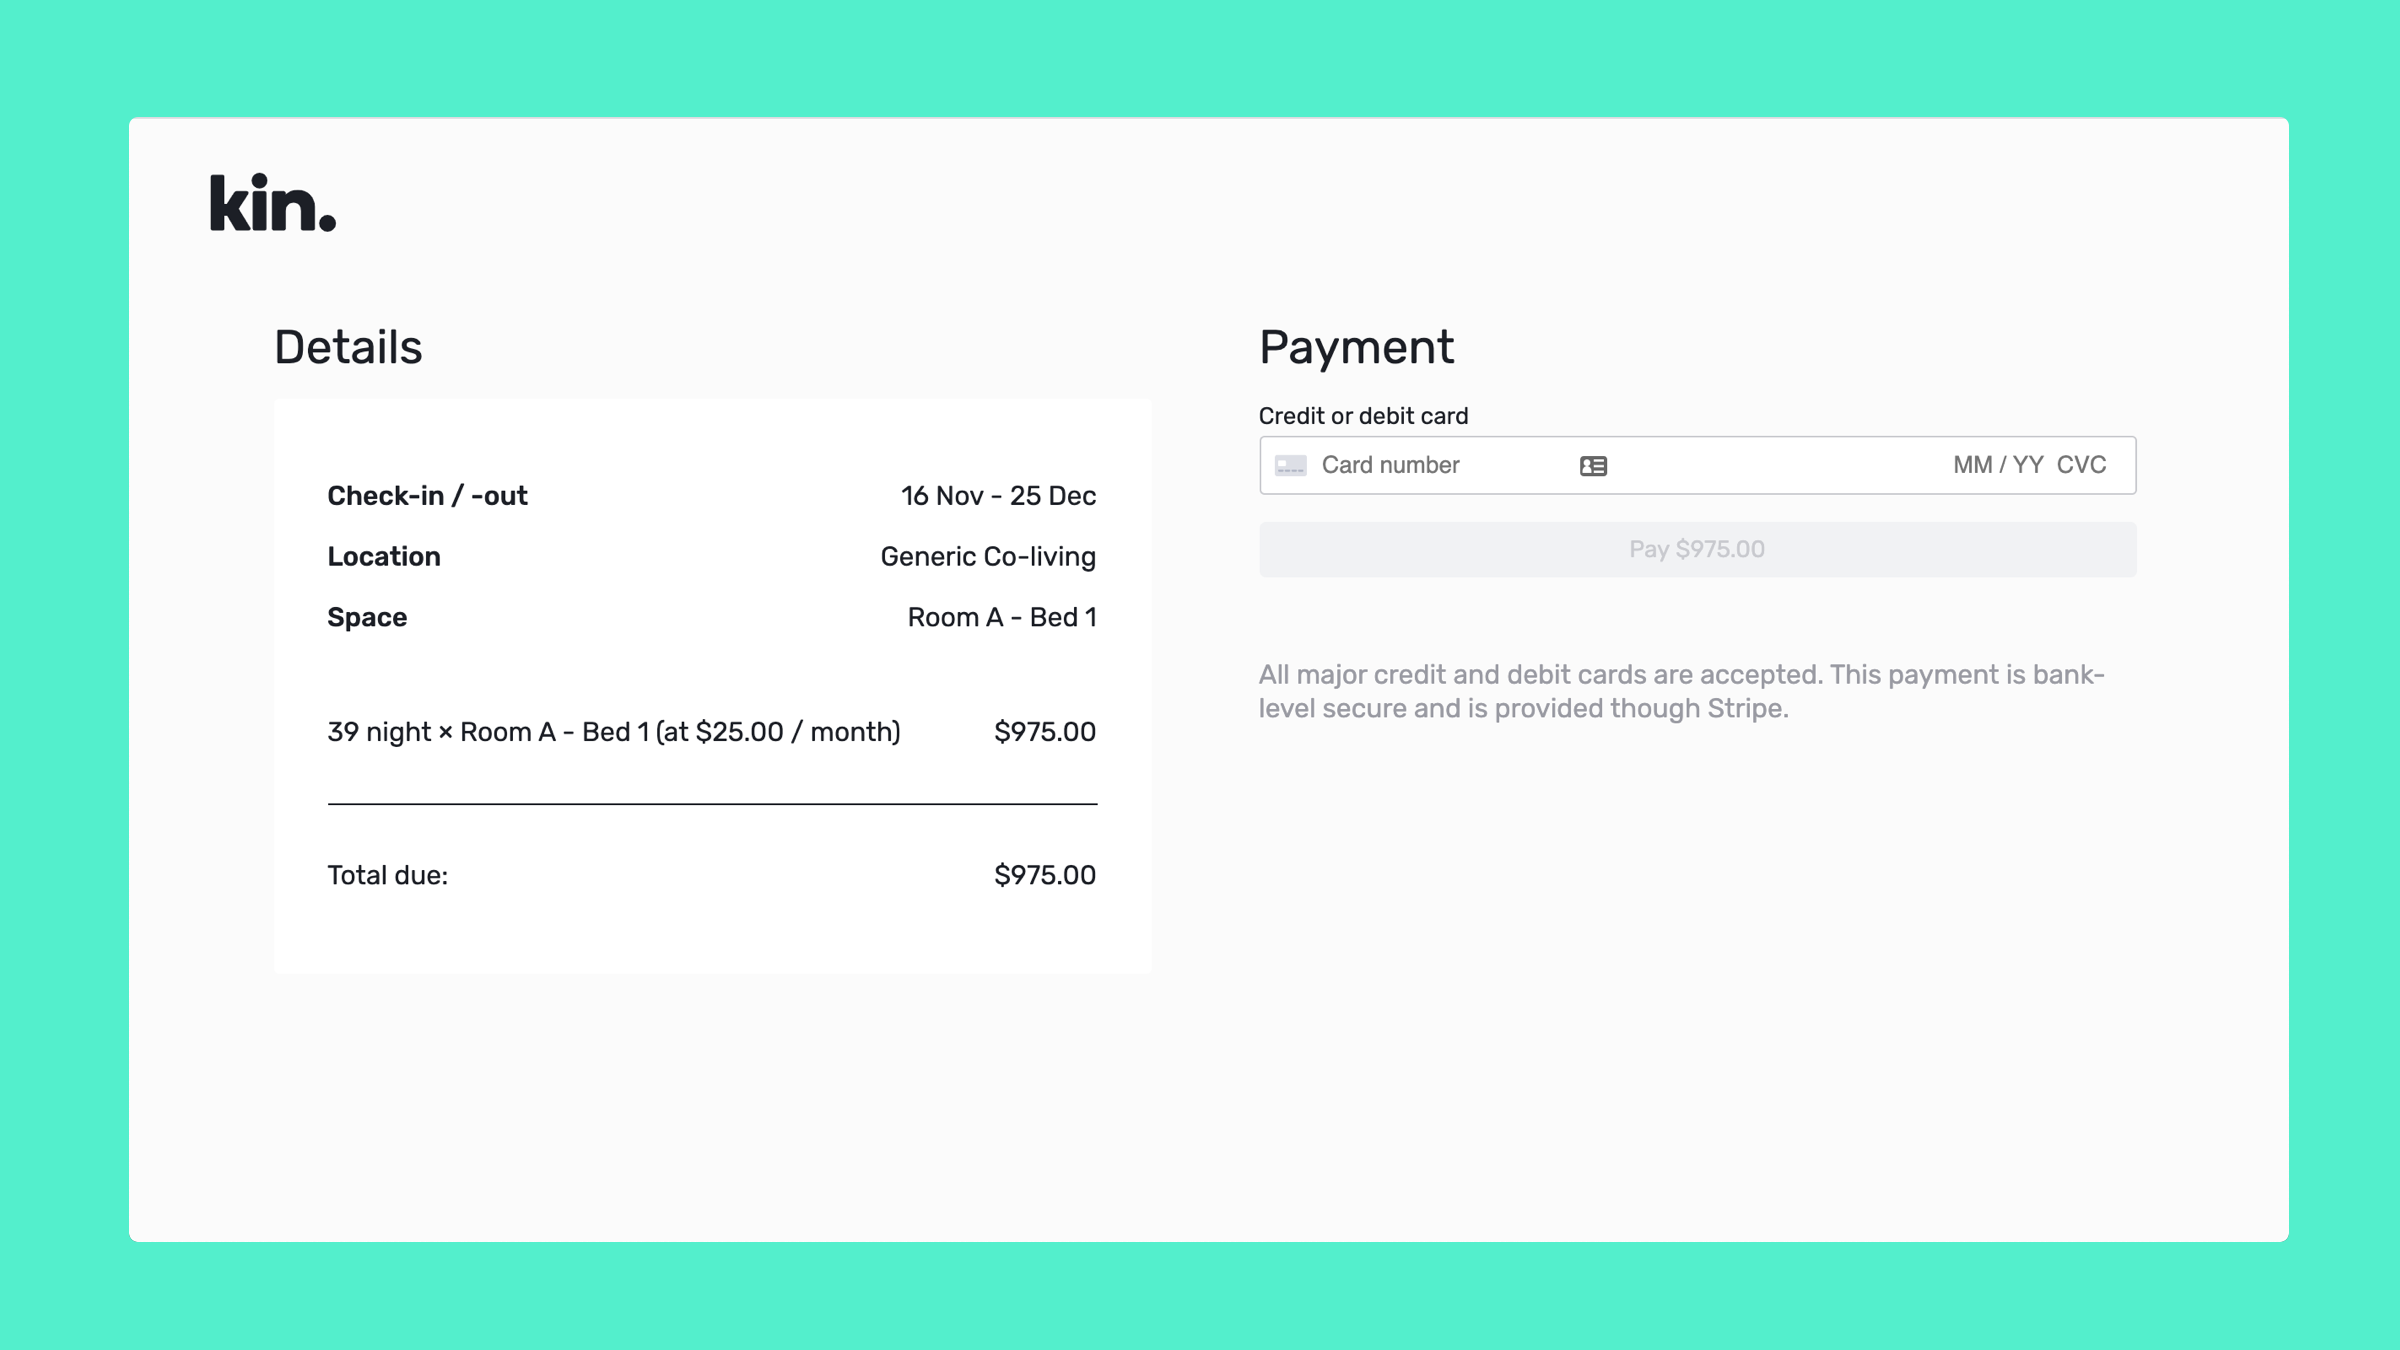 kin.
Details
Check-in / -out 16 Nov - 25 Dec
Location Generic Co-living
Space Room A - Bed 1
39 night × Room A - Bed 1 (at $25.00 / month) $975.00
Total due: $975.00
Payment
Credit or debit card
Card number MM / YY CVC
Pay $975.00
All major credit and debit cards are accepted. This payment is bank-
level secure and is provided though Stripe.